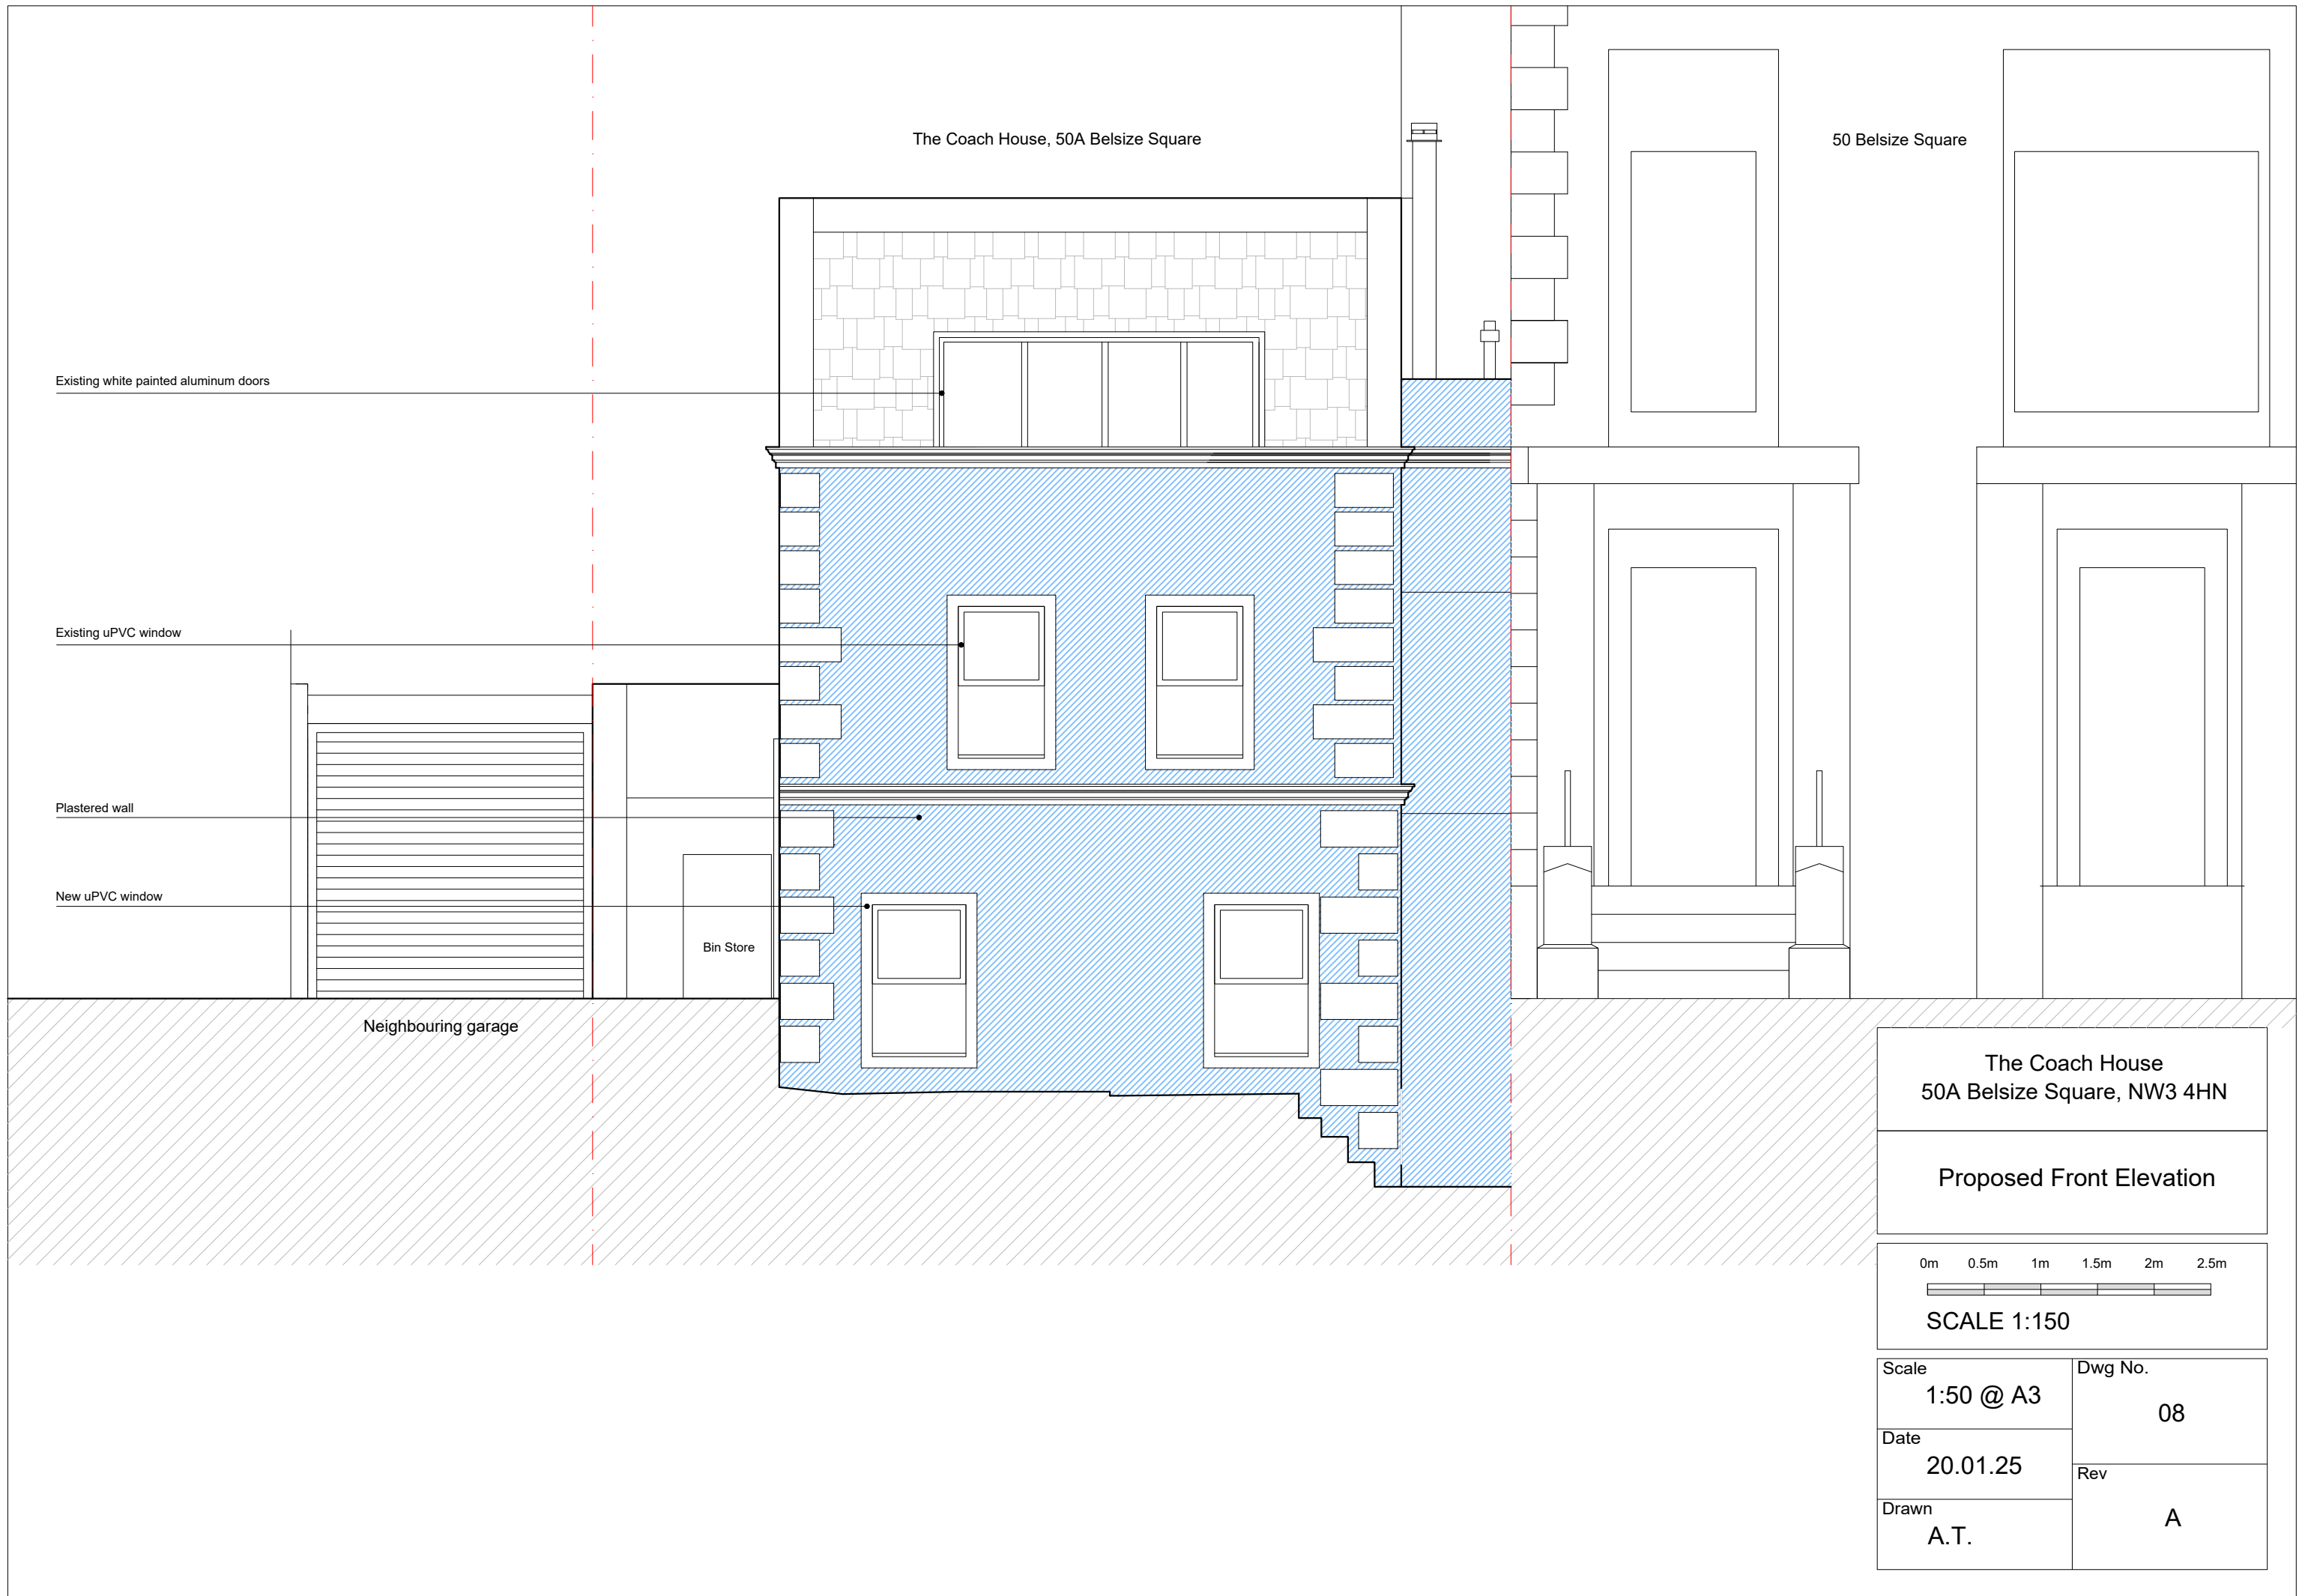 The Coach House, 50A Belsize Square
50 Belsize Square
Existing white painted aluminum doors
Existing uPVC window
Plastered wall
New uPVC window
Bin Store
Neighbouring garage
The Coach House
50A Belsize Square, NW3 4HN
Proposed Front Elevation
0m 0.5m 1m 1.5m 2m 2.5m
SCALE 1:150
Scale
1:50 @ A3
Dwg No.
08
Date
20.01.25
Rev
A
Drawn
A.T.